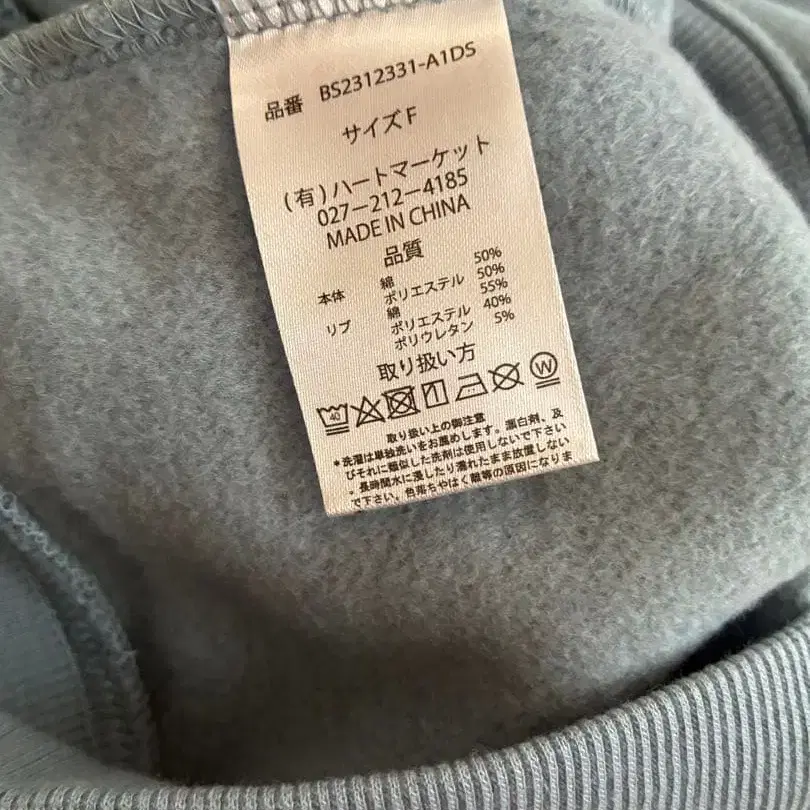 品番 BS2312331-A1DS
サイズ F
(有)ハートマーケット
027-212-4185
MADE IN CHINA
品質
本体 綿 50%
ポリエステル 50%
リブ 綿 55%
ポリエステル 40%
ポリウレタン 5%
取り扱い方
40 W
取り扱い上の御注意
*洗濯は単独洗いをお薦めします。漂白剤、及
びそれに類似した洗剤は使用しないで下さい
。長時間水に浸したり濡れたまま放置しない
で下さい。色落ちやはく離等の原因になりま